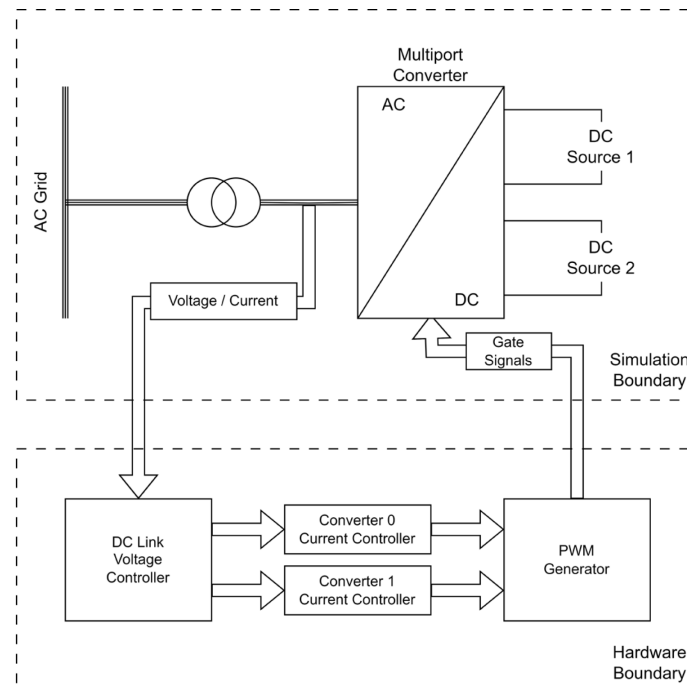 Multiport
Converter
AC
DC
Source 1
AC Grid
DC
Source 2
Voltage / Current
DC
Gate
Signals
Simulation
Boundary
DC Link
Voltage
Controller
Converter 0
Current Controller
Converter 1
Current Controller
PWM
Generator
Hardware
Boundary